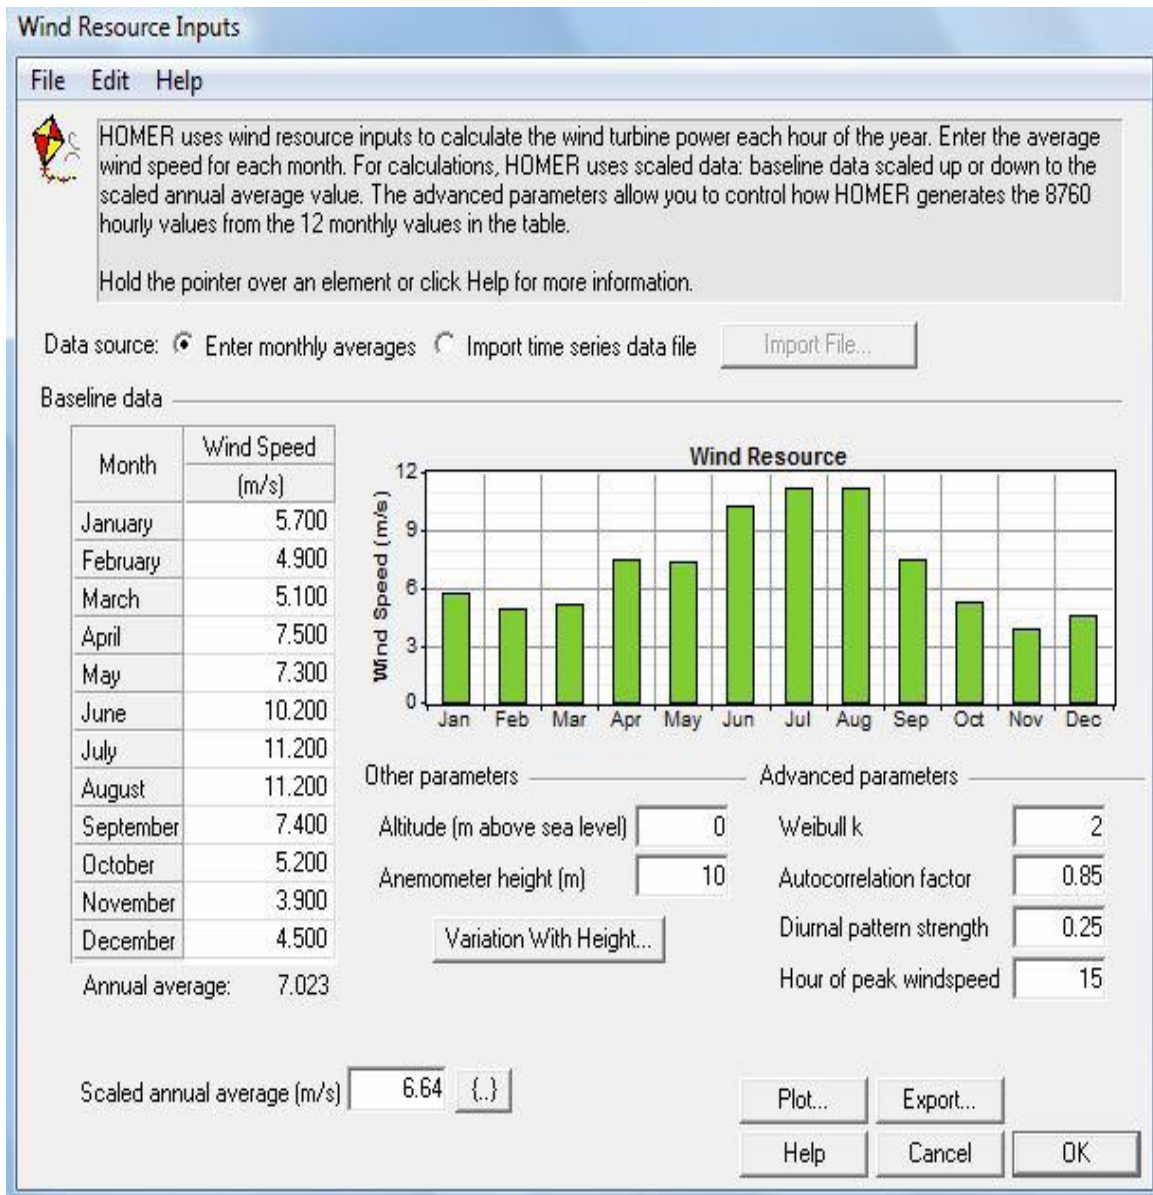 Wind Resource Inputs
File Edit Help
HOMER uses wind resource inputs to calculate the wind turbine power each hour of the year. Enter the average
wind speed for each month. For calculations, HOMER uses scaled data: baseline data scaled up or down to the
scaled annual average value. The advanced parameters allow you to control how HOMER generates the 8760
hourly values from the 12 monthly values in the table.
Hold the pointer over an element or click Help for more information.
Data source: Enter monthly averages Import time series data file Import File...
Baseline data
Month Wind Speed
(m/s)
January 5.700
February 4.900
March 5.100
April 7.500
May 7.300
June 10.200
July 11.200
August 11.200
September 7.400
October 5.200
November 3.900
December 4.500
Annual average: 7.023
Wind Resource
Wind Speed (m/s)
12
9
6
3
0
Jan Feb Mar Apr May Jun Jul Aug Sep Oct Nov Dec
Other parameters
Altitude (m above sea level) 0
Anemometer height (m) 10
Variation With Height...
Advanced parameters
Weibull k 2
Autocorrelation factor 0.85
Diurnal pattern strength 0.25
Hour of peak windspeed 15
Scaled annual average (m/s) 6.64 {..}
Plot... Export...
Help Cancel OK